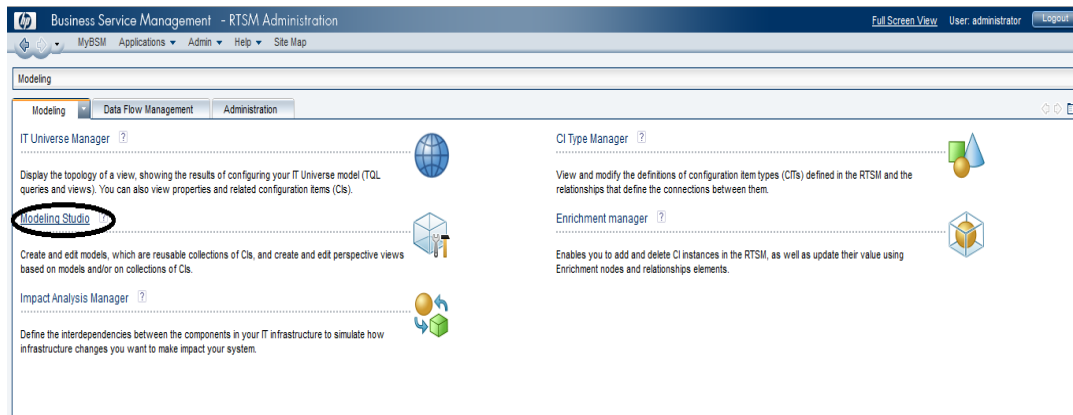 hp Business Service Management - RTSM Administration Full Screen View User: administrator Logout
MyBSM Applications Admin Help Site Map
Modeling
Modeling Data Flow Management Administration
IT Universe Manager ?
Display the topology of a view, showing the results of configuring your IT Universe model (TQL
queries and views). You can also view properties and related configuration items (CIs).
Modeling Studio ?
Create and edit models, which are reusable collections of CIs, and create and edit perspective views
based on models and/or on collections of CIs.
Impact Analysis Manager ?
Define the interdependencies between the components in your IT infrastructure to simulate how
infrastructure changes you want to make impact your system.
CI Type Manager ?
View and modify the definitions of configuration item types (CITs) defined in the RTSM and the
relationships that define the connections between them.
Enrichment manager ?
Enables you to add and delete CI instances in the RTSM, as well as update their value using
Enrichment nodes and relationships elements.